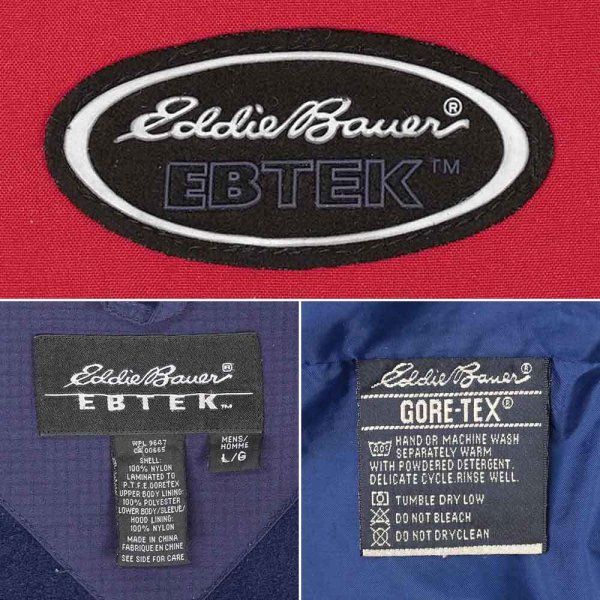 Eddie Bauer®
EBTEK™
Eddie Bauer®
EBTEK™
WPL 9647
CA 00665
SHELL:
100% NYLON
LAMINATED TO
P.T.F.E.GORETEX
UPPER BODY LINING:
100% POLYESTER
LOWER BODY/SLEEVE/
HOOD LINING:
100% NYLON
MADE IN CHINA
FABRIQUE EN CHINE
SEE SIDE FOR CARE
MENS/
HOMME
L/G
Eddie Bauer®
GORE-TEX®
40°
HAND OR MACHINE WASH
SEPARATELY WARM
WITH POWDERED DETERGENT.
DELICATE CYCLE.RINSE WELL.
TUMBLE DRY LOW
DO NOT BLEACH
DO NOT DRYCLEAN